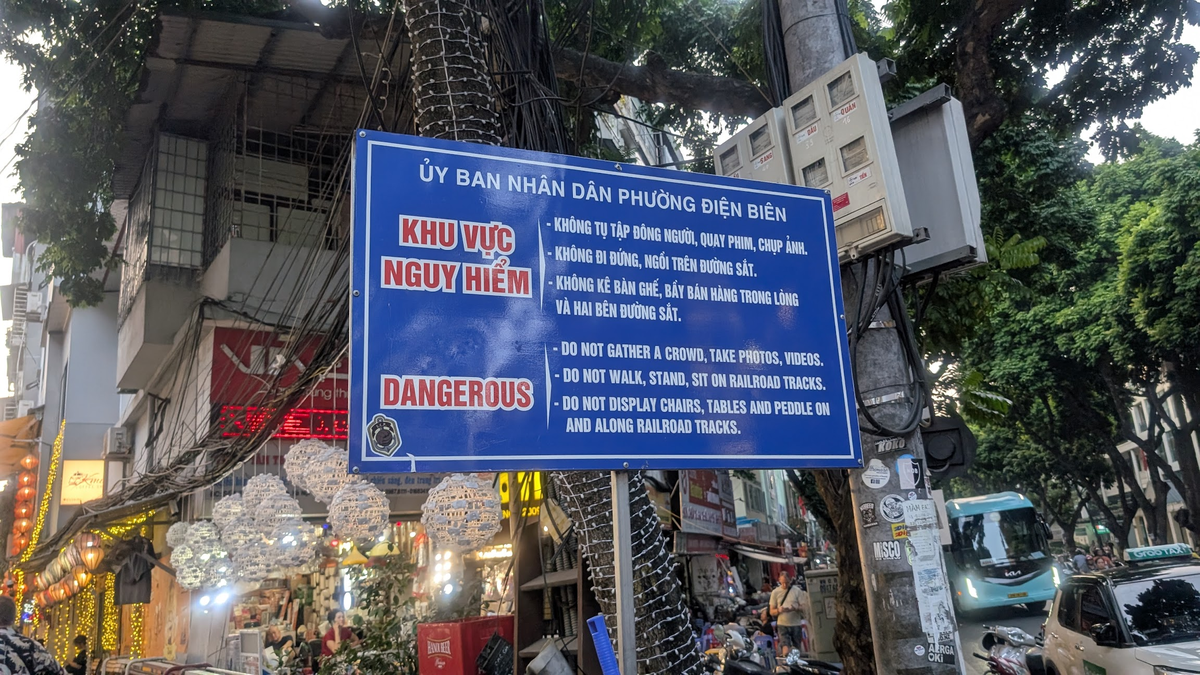 ỦY BAN NHÂN DÂN PHƯỜNG ĐIỆN BIÊN
KHU VỰC
NGUY HIỂM
- KHÔNG TỤ TẬP ĐÔNG NGƯỜI, QUAY PHIM, CHỤP ẢNH.
- KHÔNG ĐI ĐỨNG, NGỒI TRÊN ĐƯỜNG SẮT.
- KHÔNG KÊ BÀN GHẾ, BẦY BÁN HÀNG TRONG LÒNG
VÀ HAI BÊN ĐƯỜNG SẮT.
DANGEROUS
- DO NOT GATHER A CROWD, TAKE PHOTOS, VIDEOS.
- DO NOT WALK, STAND, SIT ON RAILROAD TRACKS.
- DO NOT DISPLAY CHAIRS, TABLES AND PEDDLE ON
AND ALONG RAILROAD TRACKS.
KOKO
MISCO
KIA